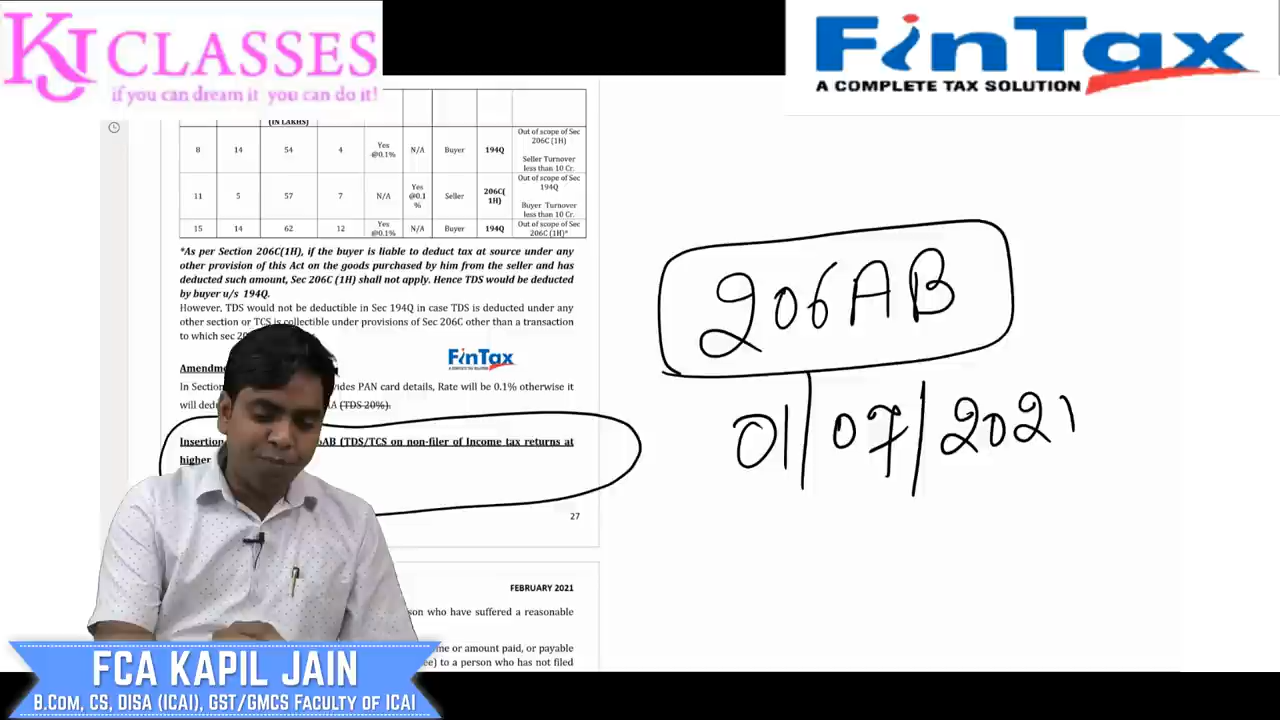 KJ CLASSES
if you can dream it you can do it!
FinTax
A COMPLETE TAX SOLUTION
(IN LAKHS)
8 14 54 4 Yes @0.1% N/A Buyer 194Q Out of scope of Sec 206C (1H) Seller Turnover less than 10 Cr.
11 5 57 7 N/A Yes @0.1 % Seller 206C( 1H) Out of scope of Sec 194Q Buyer Turnover less than 10 Cr.
15 14 62 12 Yes @0.1% N/A Buyer 194Q Out of scope of Sec 206C (1H)*
*As per Section 206C(1H), if the buyer is liable to deduct tax at source under any
other provision of this Act on the goods purchased by him from the seller and has
deducted such amount, Sec 206C (1H) shall not apply. Hence TDS would be deducted
by buyer u/s 194Q.
However, TDS would not be deductible in Sec 194Q in case TDS is deducted under any
other section or TCS is collectible under provisions of Sec 206C other than a transaction
to which sec
FinTax
In Section PAN card details, Rate will be 0.1% otherwise it
will (TDS 20%).
(TDS/TCS on non-filer of Income tax returns at
higher
27
206AB
01/07/2021
FEBRUARY 2021
who have suffered a reasonable
or amount paid, or payable
to a person who has not filed
FCA KAPIL JAIN
B.Com, CS, DISA (ICAI), GST/GMCS Faculty of ICAI